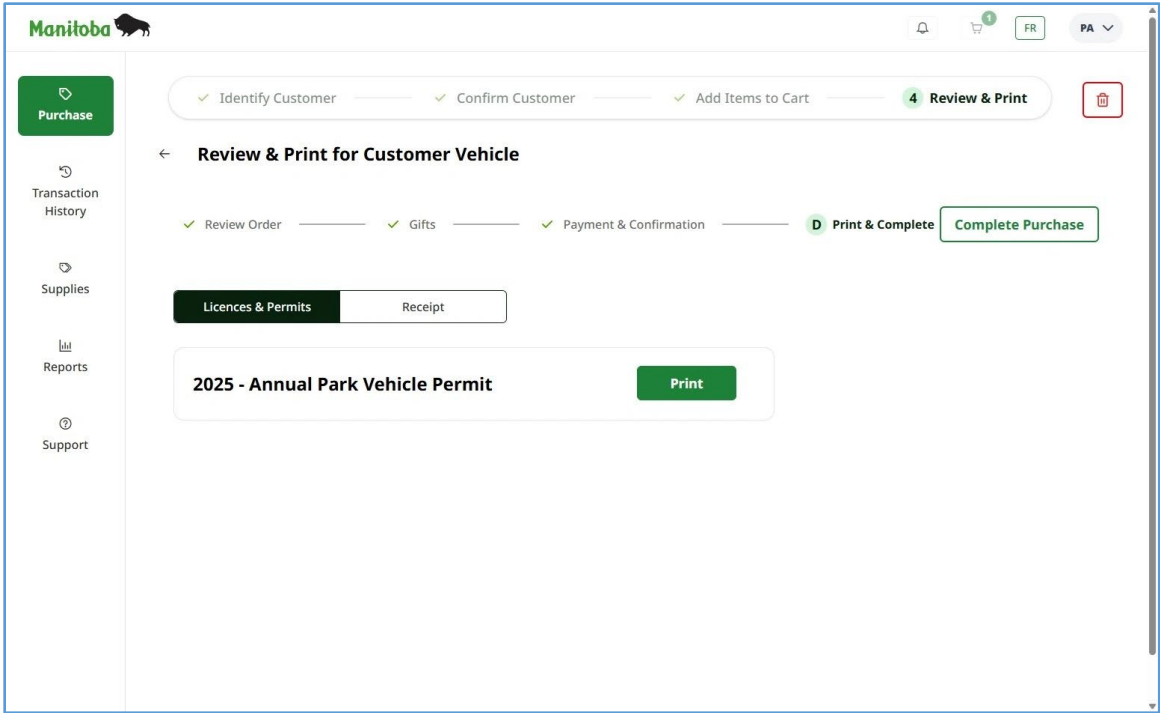 Manitoba
1
FR
PA
Purchase
Transaction
History
Supplies
Reports
Support
Identify Customer
Confirm Customer
Add Items to Cart
4 Review & Print
Review & Print for Customer Vehicle
Review Order
Gifts
Payment & Confirmation
D Print & Complete
Complete Purchase
Licences & Permits
Receipt
2025 - Annual Park Vehicle Permit
Print